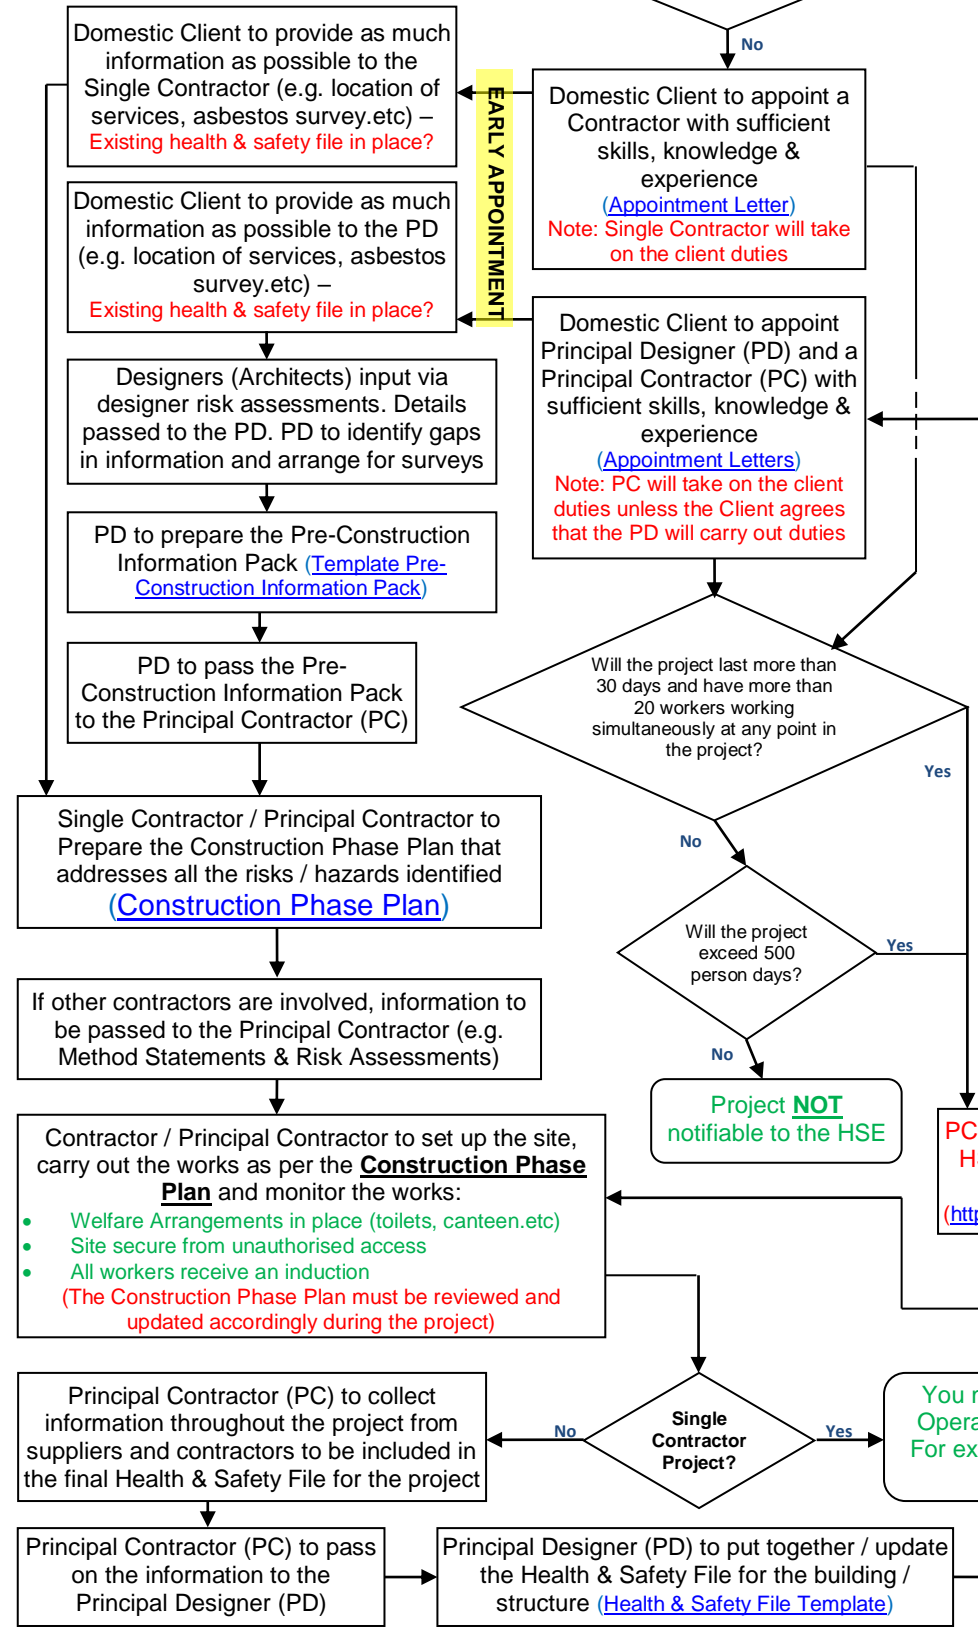 No
Domestic Client to provide as much
information as possible to the
Single Contractor (e.g. location of
services, asbestos survey.etc) –
Existing health & safety file in place?
EARLY APPOINTMENT
Domestic Client to appoint a
Contractor with sufficient
skills, knowledge &
experience
(Appointment Letter)
Note: Single Contractor will take
on the client duties
Domestic Client to provide as much
information as possible to the PD
(e.g. location of services, asbestos
survey.etc) –
Existing health & safety file in place?
Domestic Client to appoint
Principal Designer (PD) and a
Principal Contractor (PC) with
sufficient skills, knowledge &
experience
(Appointment Letters)
Note: PC will take on the client
duties unless the Client agrees
that the PD will carry out duties
Designers (Architects) input via
designer risk assessments. Details
passed to the PD. PD to identify gaps
in information and arrange for surveys
PD to prepare the Pre-Construction
Information Pack (Template Pre-
Construction Information Pack)
PD to pass the Pre-
Construction Information Pack
to the Principal Contractor (PC)
Will the project last more than
30 days and have more than
20 workers working
simultaneously at any point in
the project?
Yes
No
Single Contractor / Principal Contractor to
Prepare the Construction Phase Plan that
addresses all the risks / hazards identified
(Construction Phase Plan)
Will the project
exceed 500
person days?
Yes
No
If other contractors are involved, information to
be passed to the Principal Contractor (e.g.
Method Statements & Risk Assessments)
Project NOT
notifiable to the HSE
PC
H
(http
Contractor / Principal Contractor to set up the site,
carry out the works as per the Construction Phase
Plan and monitor the works:
• Welfare Arrangements in place (toilets, canteen.etc)
• Site secure from unauthorised access
• All workers receive an induction
(The Construction Phase Plan must be reviewed and
updated accordingly during the project)
Single
Contractor
Project?
No
Yes
You
Opera
For ex
Principal Contractor (PC) to collect
information throughout the project from
suppliers and contractors to be included in
the final Health & Safety File for the project
Principal Contractor (PC) to pass
on the information to the
Principal Designer (PD)
Principal Designer (PD) to put together / update
the Health & Safety File for the building /
structure (Health & Safety File Template)